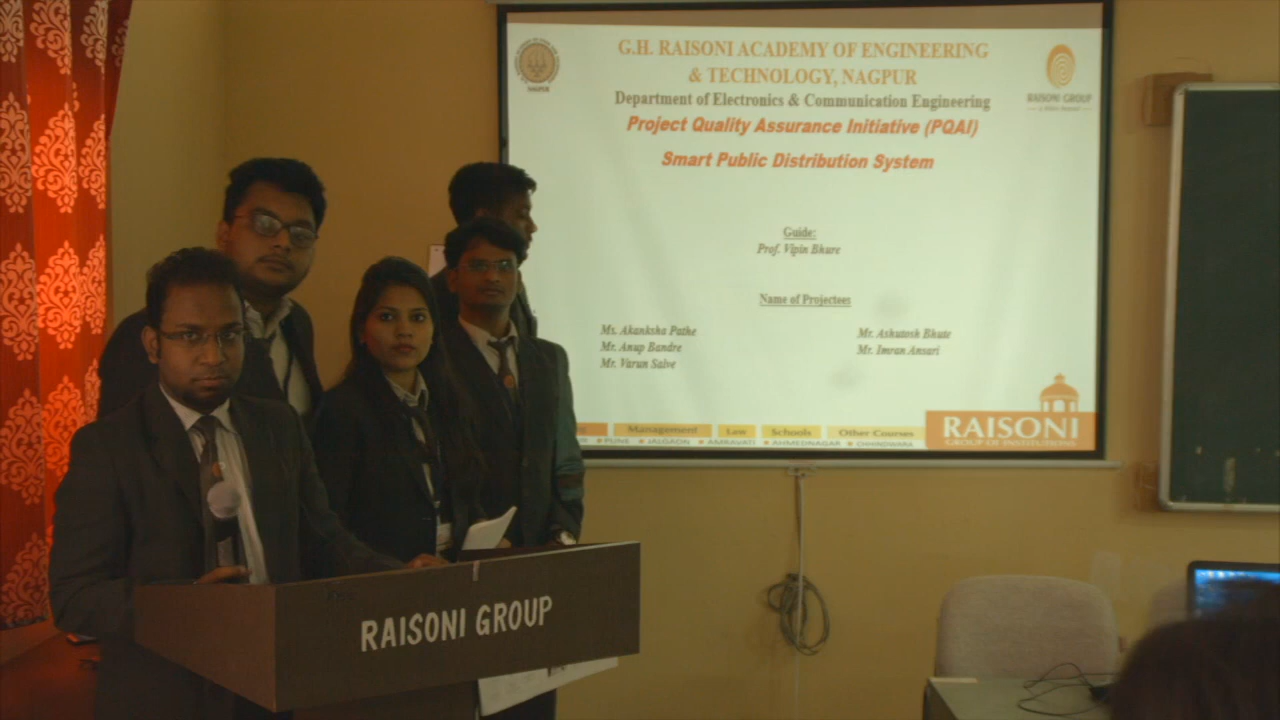 G.H. RAISONI ACADEMY OF ENGINEERING
& TECHNOLOGY, NAGPUR
NAGPUR
RAISONI GROUP
Department of Electronics & Communication Engineering
Project Quality Assurance Initiative (PQAI)
Smart Public Distribution System
Guide:
Prof. Vipin Bhure
Name of Projectees
Ms. Akanksha Pathe
Mr. Anup Bandre
Mr. Varun Salve
Mr. Ashutosh Bhute
Mr. Imran Ansari
Management Law Schools Other Courses
PUNE JALGAON AMRAVATI AHMEDNAGAR CHHINDWARA
RAISONI
GROUP OF INSTITUTIONS
RAISONI GROUP